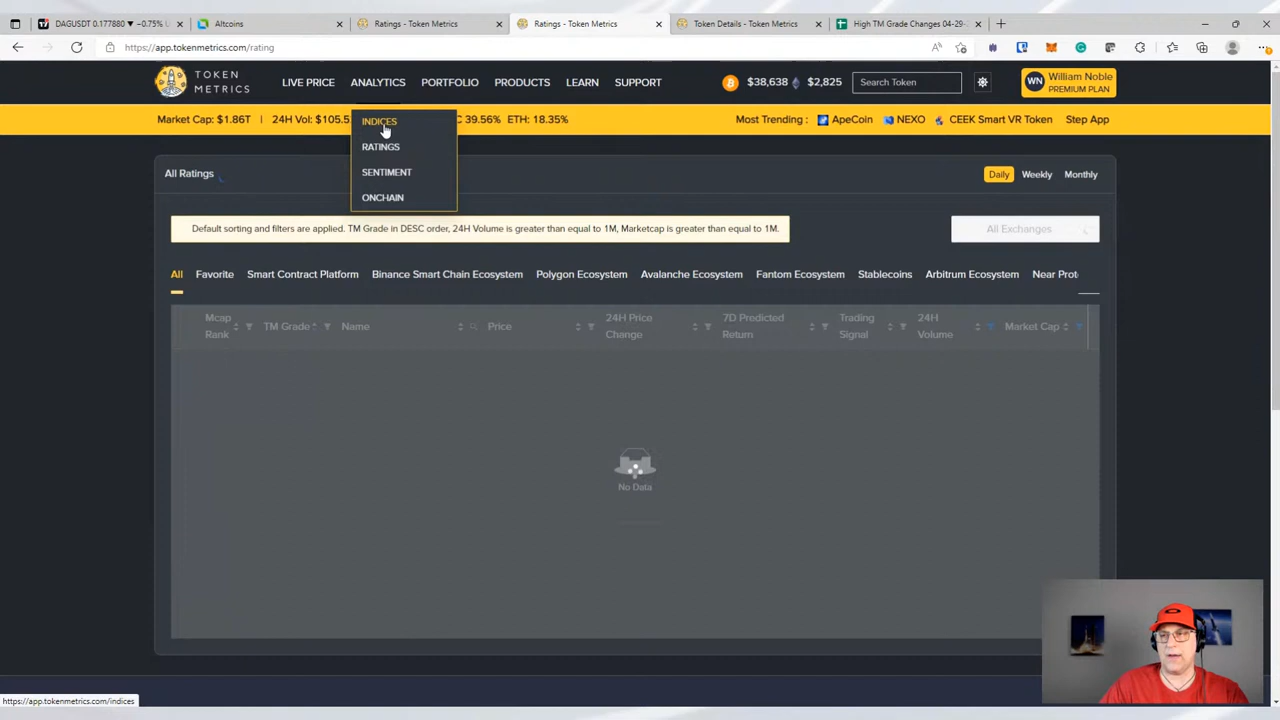 DAGUSDT 0.177880 ▼ −0.75%
Altcoins
Ratings - Token Metrics
Ratings - Token Metrics
Token Details - Token Metrics
High TM Grade Changes 04-29-
https://app.tokenmetrics.com/rating
TOKEN METRICS
LIVE PRICE
ANALYTICS
PORTFOLIO
PRODUCTS
LEARN
SUPPORT
$38,638
$2,825
Search Token
WN
William Noble
PREMIUM PLAN
Market Cap: $1.86T
24H Vol: $105.5
C 39.56%
ETH: 18.35%
Most Trending :
ApeCoin
NEXO
CEEK Smart VR Token
Step App
INDICES
RATINGS
SENTIMENT
ONCHAIN
All Ratings
Daily
Weekly
Monthly
Default sorting and filters are applied. TM Grade in DESC order, 24H Volume is greater than equal to 1M, Marketcap is greater than equal to 1M.
All Exchanges
All
Favorite
Smart Contract Platform
Binance Smart Chain Ecosystem
Polygon Ecosystem
Avalanche Ecosystem
Fantom Ecosystem
Stablecoins
Arbitrum Ecosystem
Near Prot
Mcap Rank
TM Grade
Name
Price
24H Price Change
7D Predicted Return
Trading Signal
24H Volume
Market Cap
No Data
https://app.tokenmetrics.com/indices